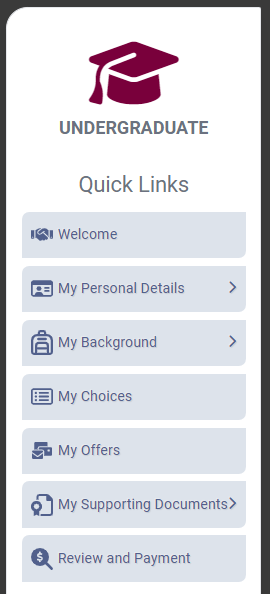 UNDERGRADUATE
Quick Links
Welcome
My Personal Details
My Background
My Choices
My Offers
My Supporting Documents
Review and Payment